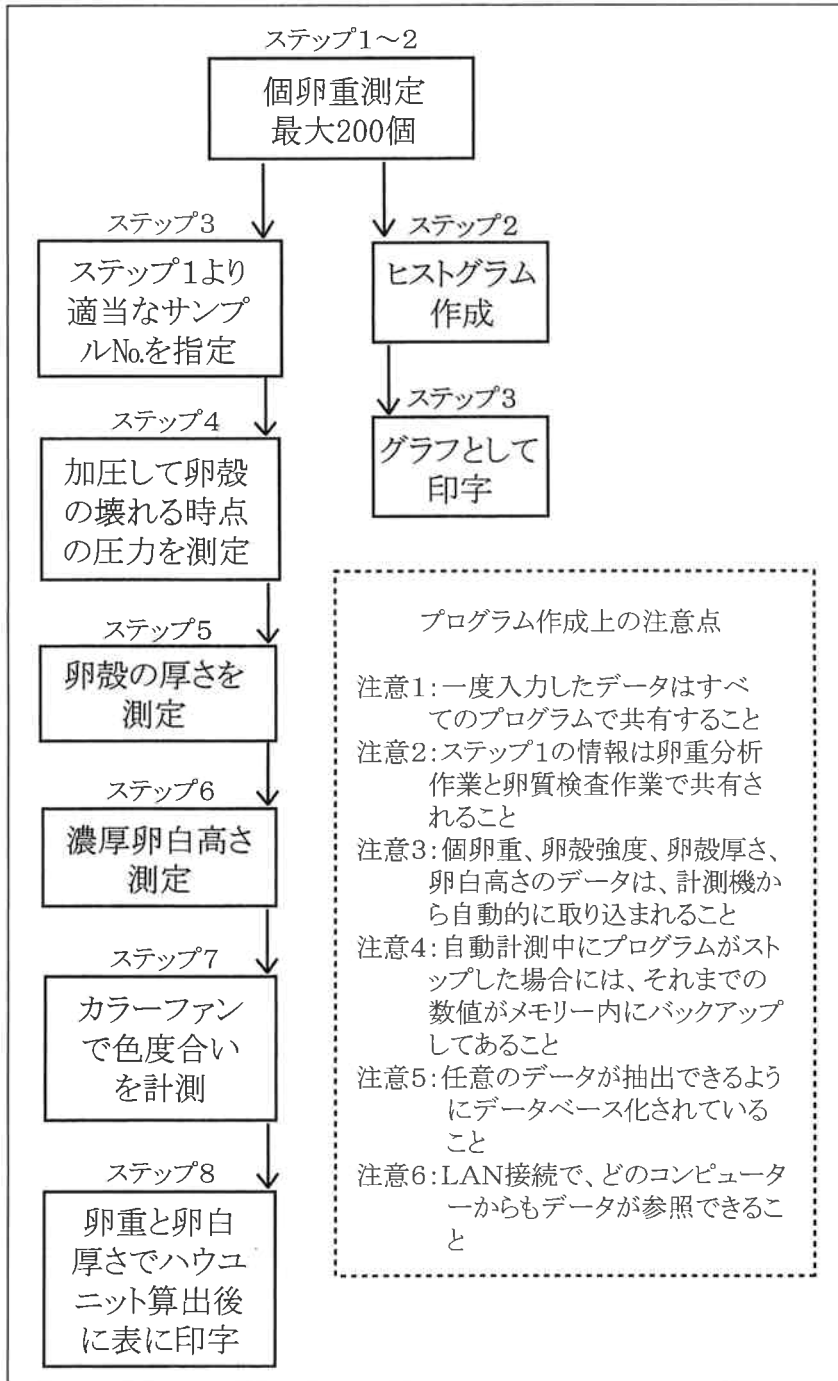 ステップ1～2
個卵重測定
最大200個
ステップ3
ステップ1より
適当なサンプ
ルNo.を指定
ステップ4
加圧して卵殻
の壊れる時点
の圧力を測定
ステップ5
卵殻の厚さを
測定
ステップ6
濃厚卵白高さ
測定
ステップ7
カラーファン
で色度合い
を計測
ステップ8
卵重と卵白
厚さでハウユ
ニット算出後
に表に印字
ステップ2
ヒストグラム
作成
ステップ3
グラフとして
印字
プログラム作成上の注意点
注意1:一度入力したデータはすべ
てのプログラムで共有すること
注意2:ステップ1の情報は卵重分析
作業と卵質検査作業で共有さ
れること
注意3:個卵重、卵殻強度、卵殻厚さ、
卵白高さのデータは、計測機か
ら自動的に取り込まれること
注意4:自動計測中にプログラムがスト
ップした場合には、それまでの
数値がメモリー内にバックアップ
してあること
注意5:任意のデータが抽出できるよう
にデータベース化されている
こと
注意6:LAN接続で、どのコンピュータ
ーからもデータが参照できるこ
と